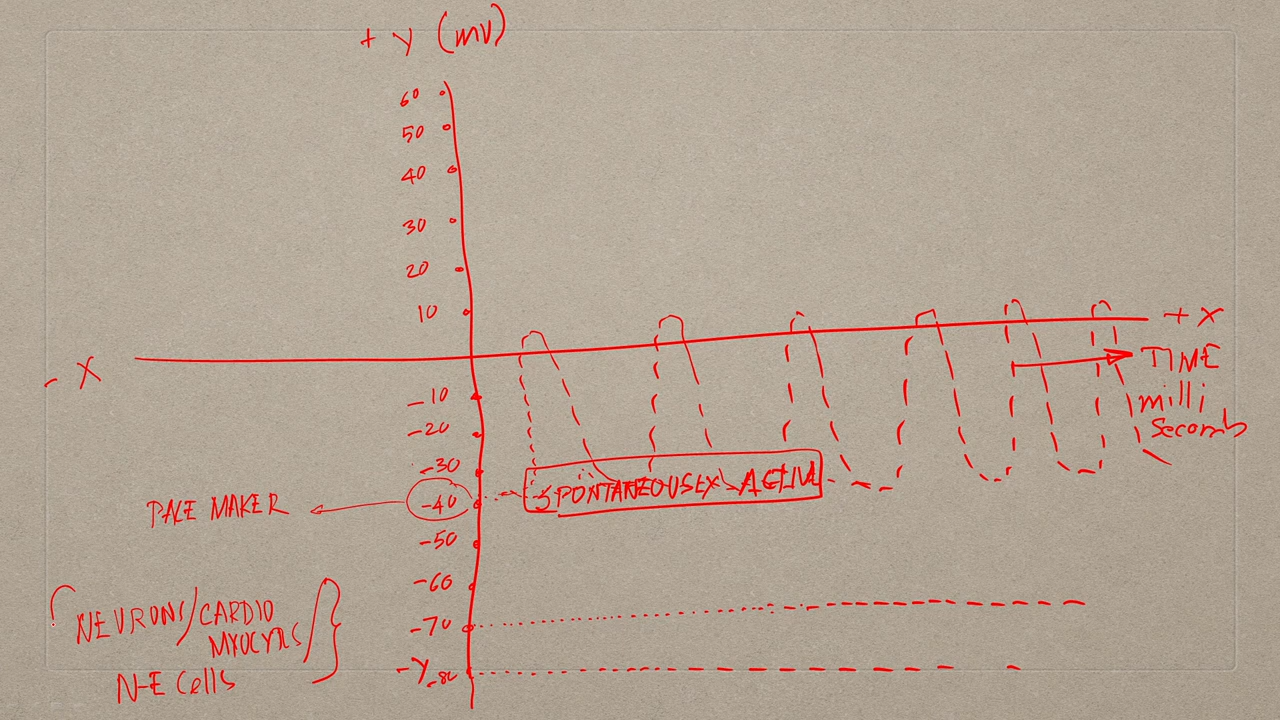 + y (mV)
60
50
40
30
20
10
+ X
- X
TIME
milli
Seconds
-10
-20
-30
-40
PACE MAKER
SPONTANEOUSLY ACTIVE
-50
-60
-70
-Y -80
NEURONS/CARDIO
MYOCYTES/
N-E Cells